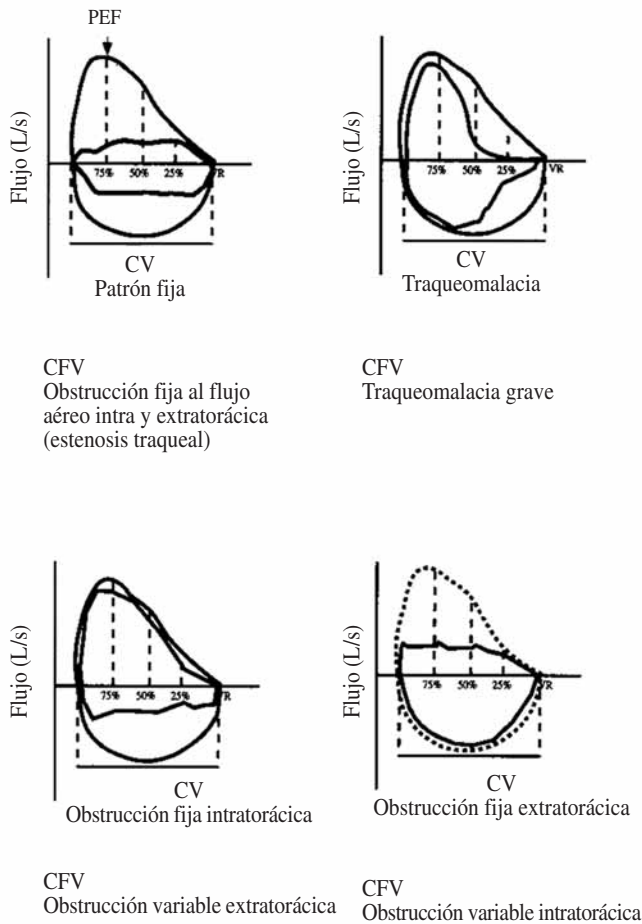 PEF
Flujo (L/s)
75%
50%
25%
VR
CV
Patrón fija
CFV
Obstrucción fija al flujo
aéreo intra y extratorácica
(estenosis traqueal)
Flujo (L/s)
75%
50%
25%
VR
CV
Traqueomalacia
CFV
Traqueomalacia grave
Flujo (L/s)
75%
50%
25%
VR
CV
Obstrucción fija intratorácica
CFV
Obstrucción variable extratorácica
Flujo (L/s)
75%
50%
25%
VR
CV
Obstrucción fija extratorácica
CFV
Obstrucción variable intratorácica